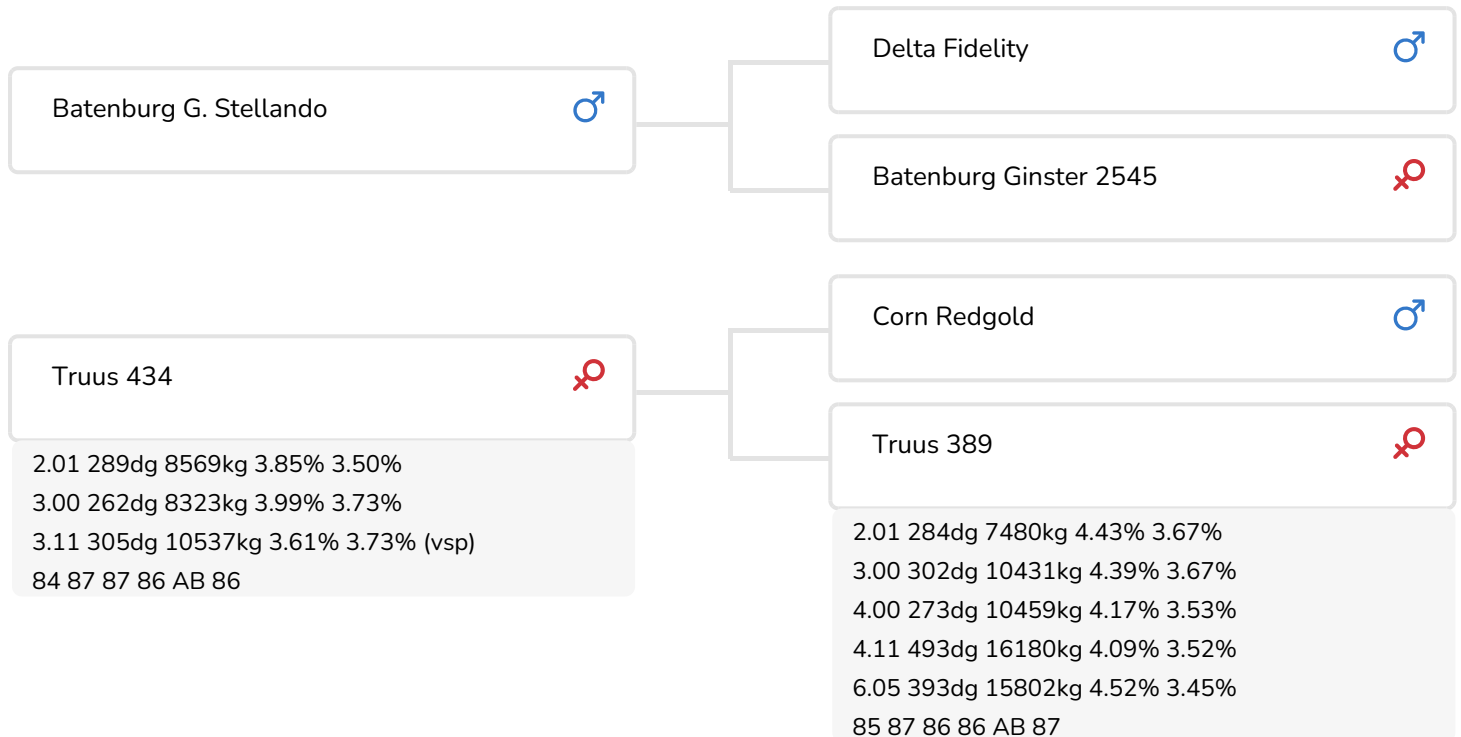 Batenburg G. Stellando
Delta Fidelity
Batenburg Ginster 2545
Truus 434
2.01 289dg 8569kg 3.85% 3.50%
3.00 262dg 8323kg 3.99% 3.73%
3.11 305dg 10537kg 3.61% 3.73% (vsp)
84 87 87 86 AB 86
Corn Redgold
Truus 389
2.01 284dg 7480kg 4.43% 3.67%
3.00 302dg 10431kg 4.39% 3.67%
4.00 273dg 10459kg 4.17% 3.53%
4.11 493dg 16180kg 4.09% 3.52%
6.05 393dg 15802kg 4.52% 3.45%
85 87 86 86 AB 87